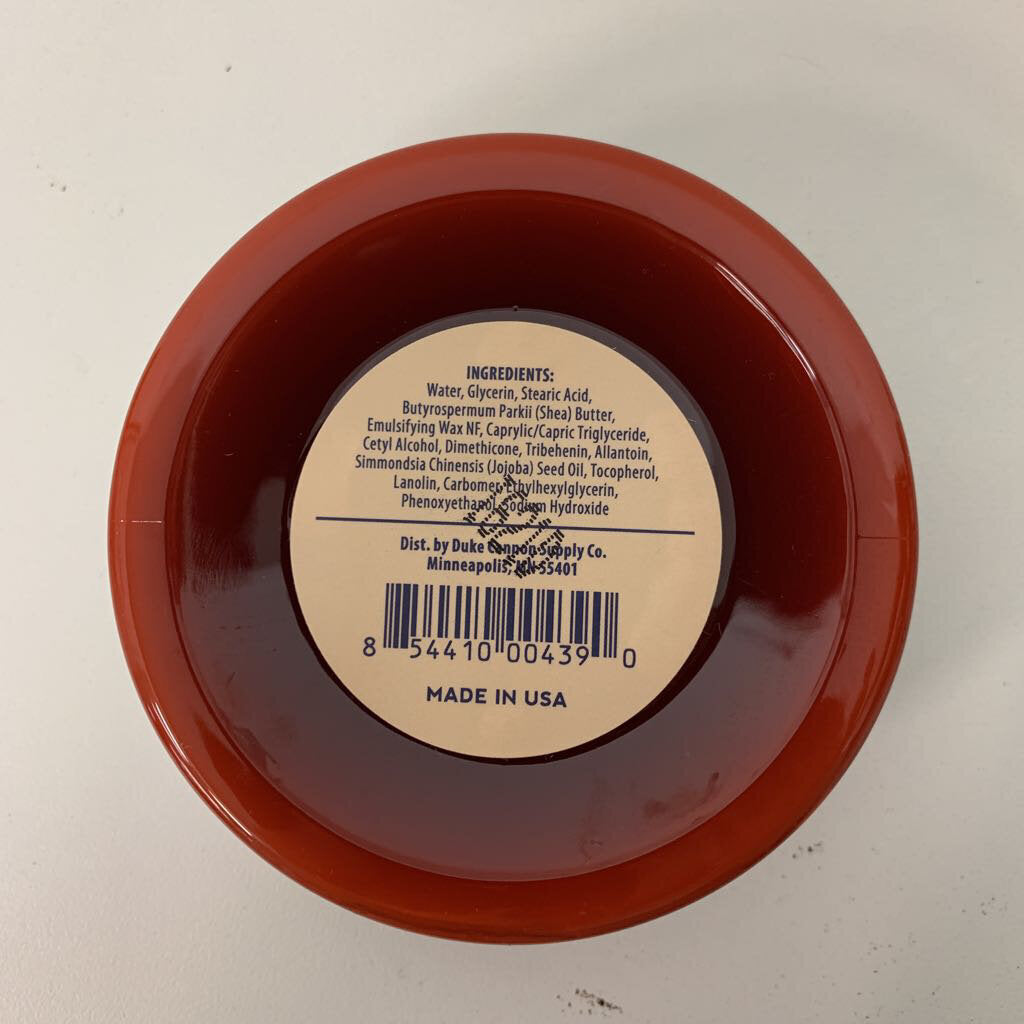 INGREDIENTS:
Water, Glycerin, Stearic Acid,
Butyrospermum Parkii (Shea) Butter,
Emulsifying Wax NF, Caprylic/Capric Triglyceride,
Cetyl Alcohol, Dimethicone, Tribehenin, Allantoin,
Simmondsia Chinensis (Jojoba) Seed Oil, Tocopherol,
Lanolin, Carbomer, Ethylhexylglycerin,
Phenoxyethanol, Sodium Hydroxide
Dist. by Duke Cannon Supply Co.
Minneapolis, MN 55401
8 54410 00439 0
MADE IN USA